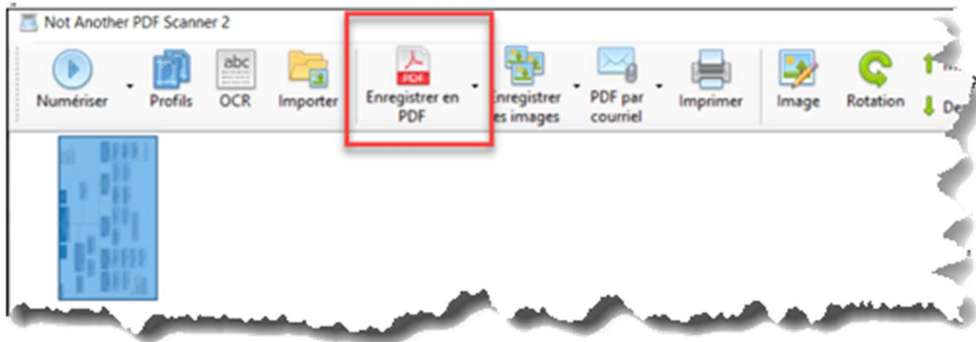 Not Another PDF Scanner 2
abc
PDF
Numériser
Profils
OCR
Importer
Enregistrer en
PDF
Enregistrer
les images
PDF par
courriel
Imprimer
Image
Rotation